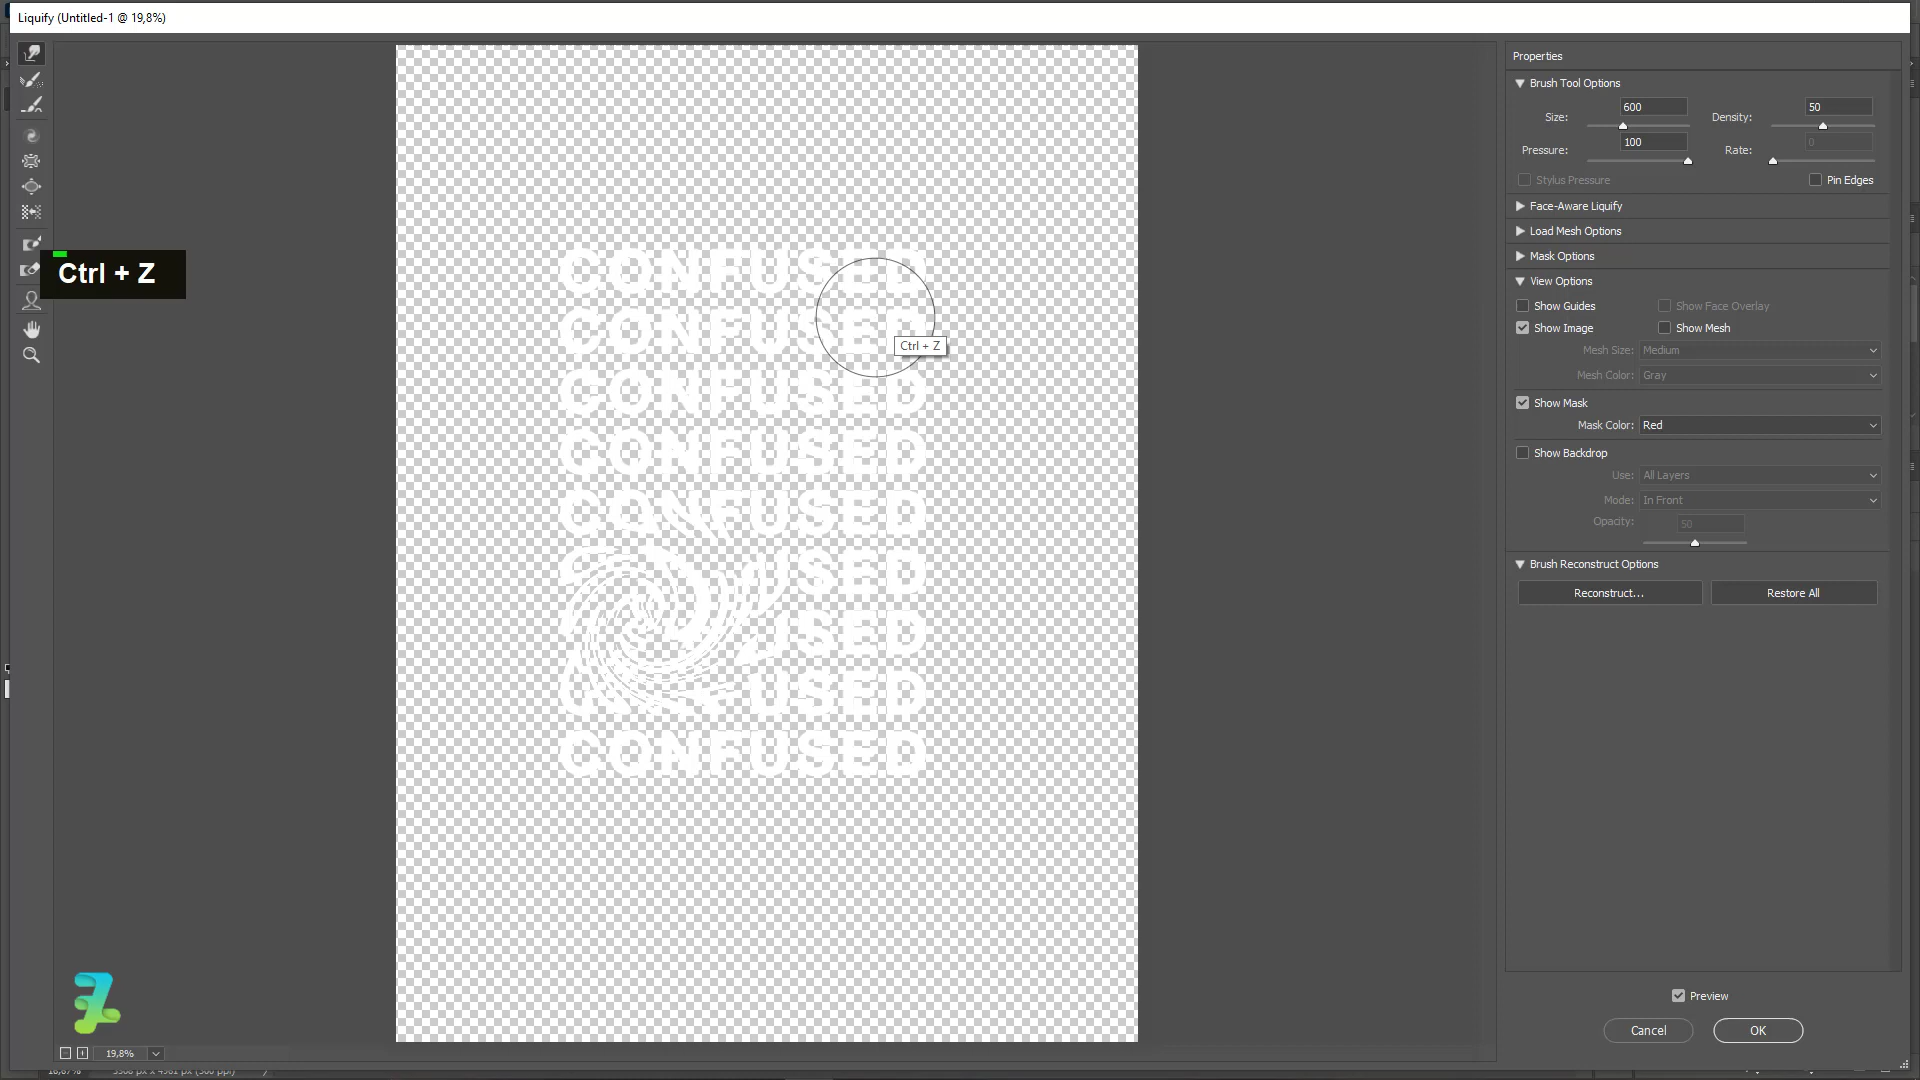 Liquify (Untitled-1 @ 19,8%)
Properties
Brush Tool Options
Size: 600 Density: 50
Pressure: 100 Rate: 0
Stylus Pressure Pin Edges
Face-Aware Liquify
Load Mesh Options
Mask Options
View Options
Show Guides Show Face Overlay
Show Image Show Mesh
Mesh Size: Medium
Mesh Color: Gray
Show Mask
Mask Color: Red
Show Backdrop
Use: All Layers
Mode: In Front
Opacity: 50
Brush Reconstruct Options
Reconstruct... Restore All
Preview
Cancel OK
Ctrl + Z
CONFUSED
CONFUSED
Ctrl + Z
CONFUSED
CONFUSED
CONFUSED
SED
USED
USED
CONFUSED
19,8%